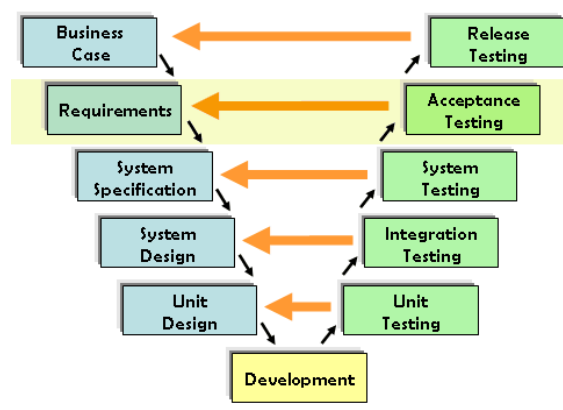 Business
Case
Release
Testing
Requirements
Acceptance
Testing
System
Specification
System
Testing
System
Design
Integration
Testing
Unit
Design
Unit
Testing
Development